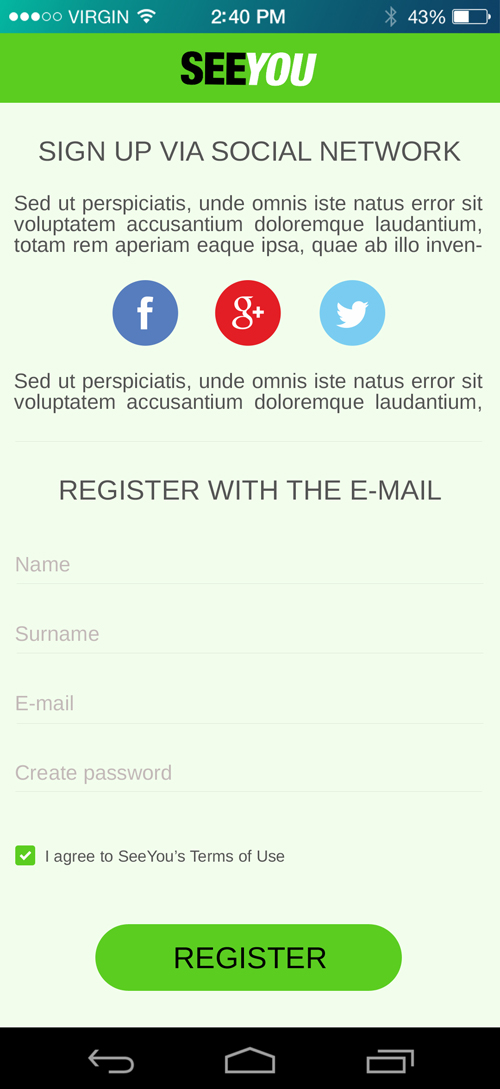 VIRGIN 2:40 PM 43%
SEEYOU
SIGN UP VIA SOCIAL NETWORK
Sed ut perspiciatis, unde omnis iste natus error sit
voluptatem accusantium doloremque laudantium,
totam rem aperiam eaque ipsa, quae ab illo inven-
f g+
Sed ut perspiciatis, unde omnis iste natus error sit
voluptatem accusantium doloremque laudantium,
REGISTER WITH THE E-MAIL
Name
Surname
E-mail
Create password
I agree to SeeYou's Terms of Use
REGISTER